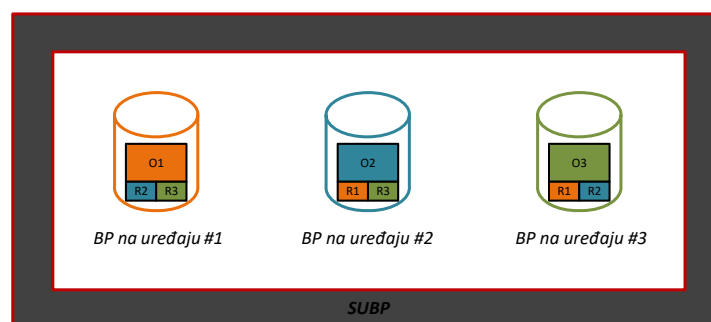 O1
R2 R3
O2
R1 R3
O3
R1 R2
BP na uređaju #1
BP na uređaju #2
BP na uređaju #3
SUBP